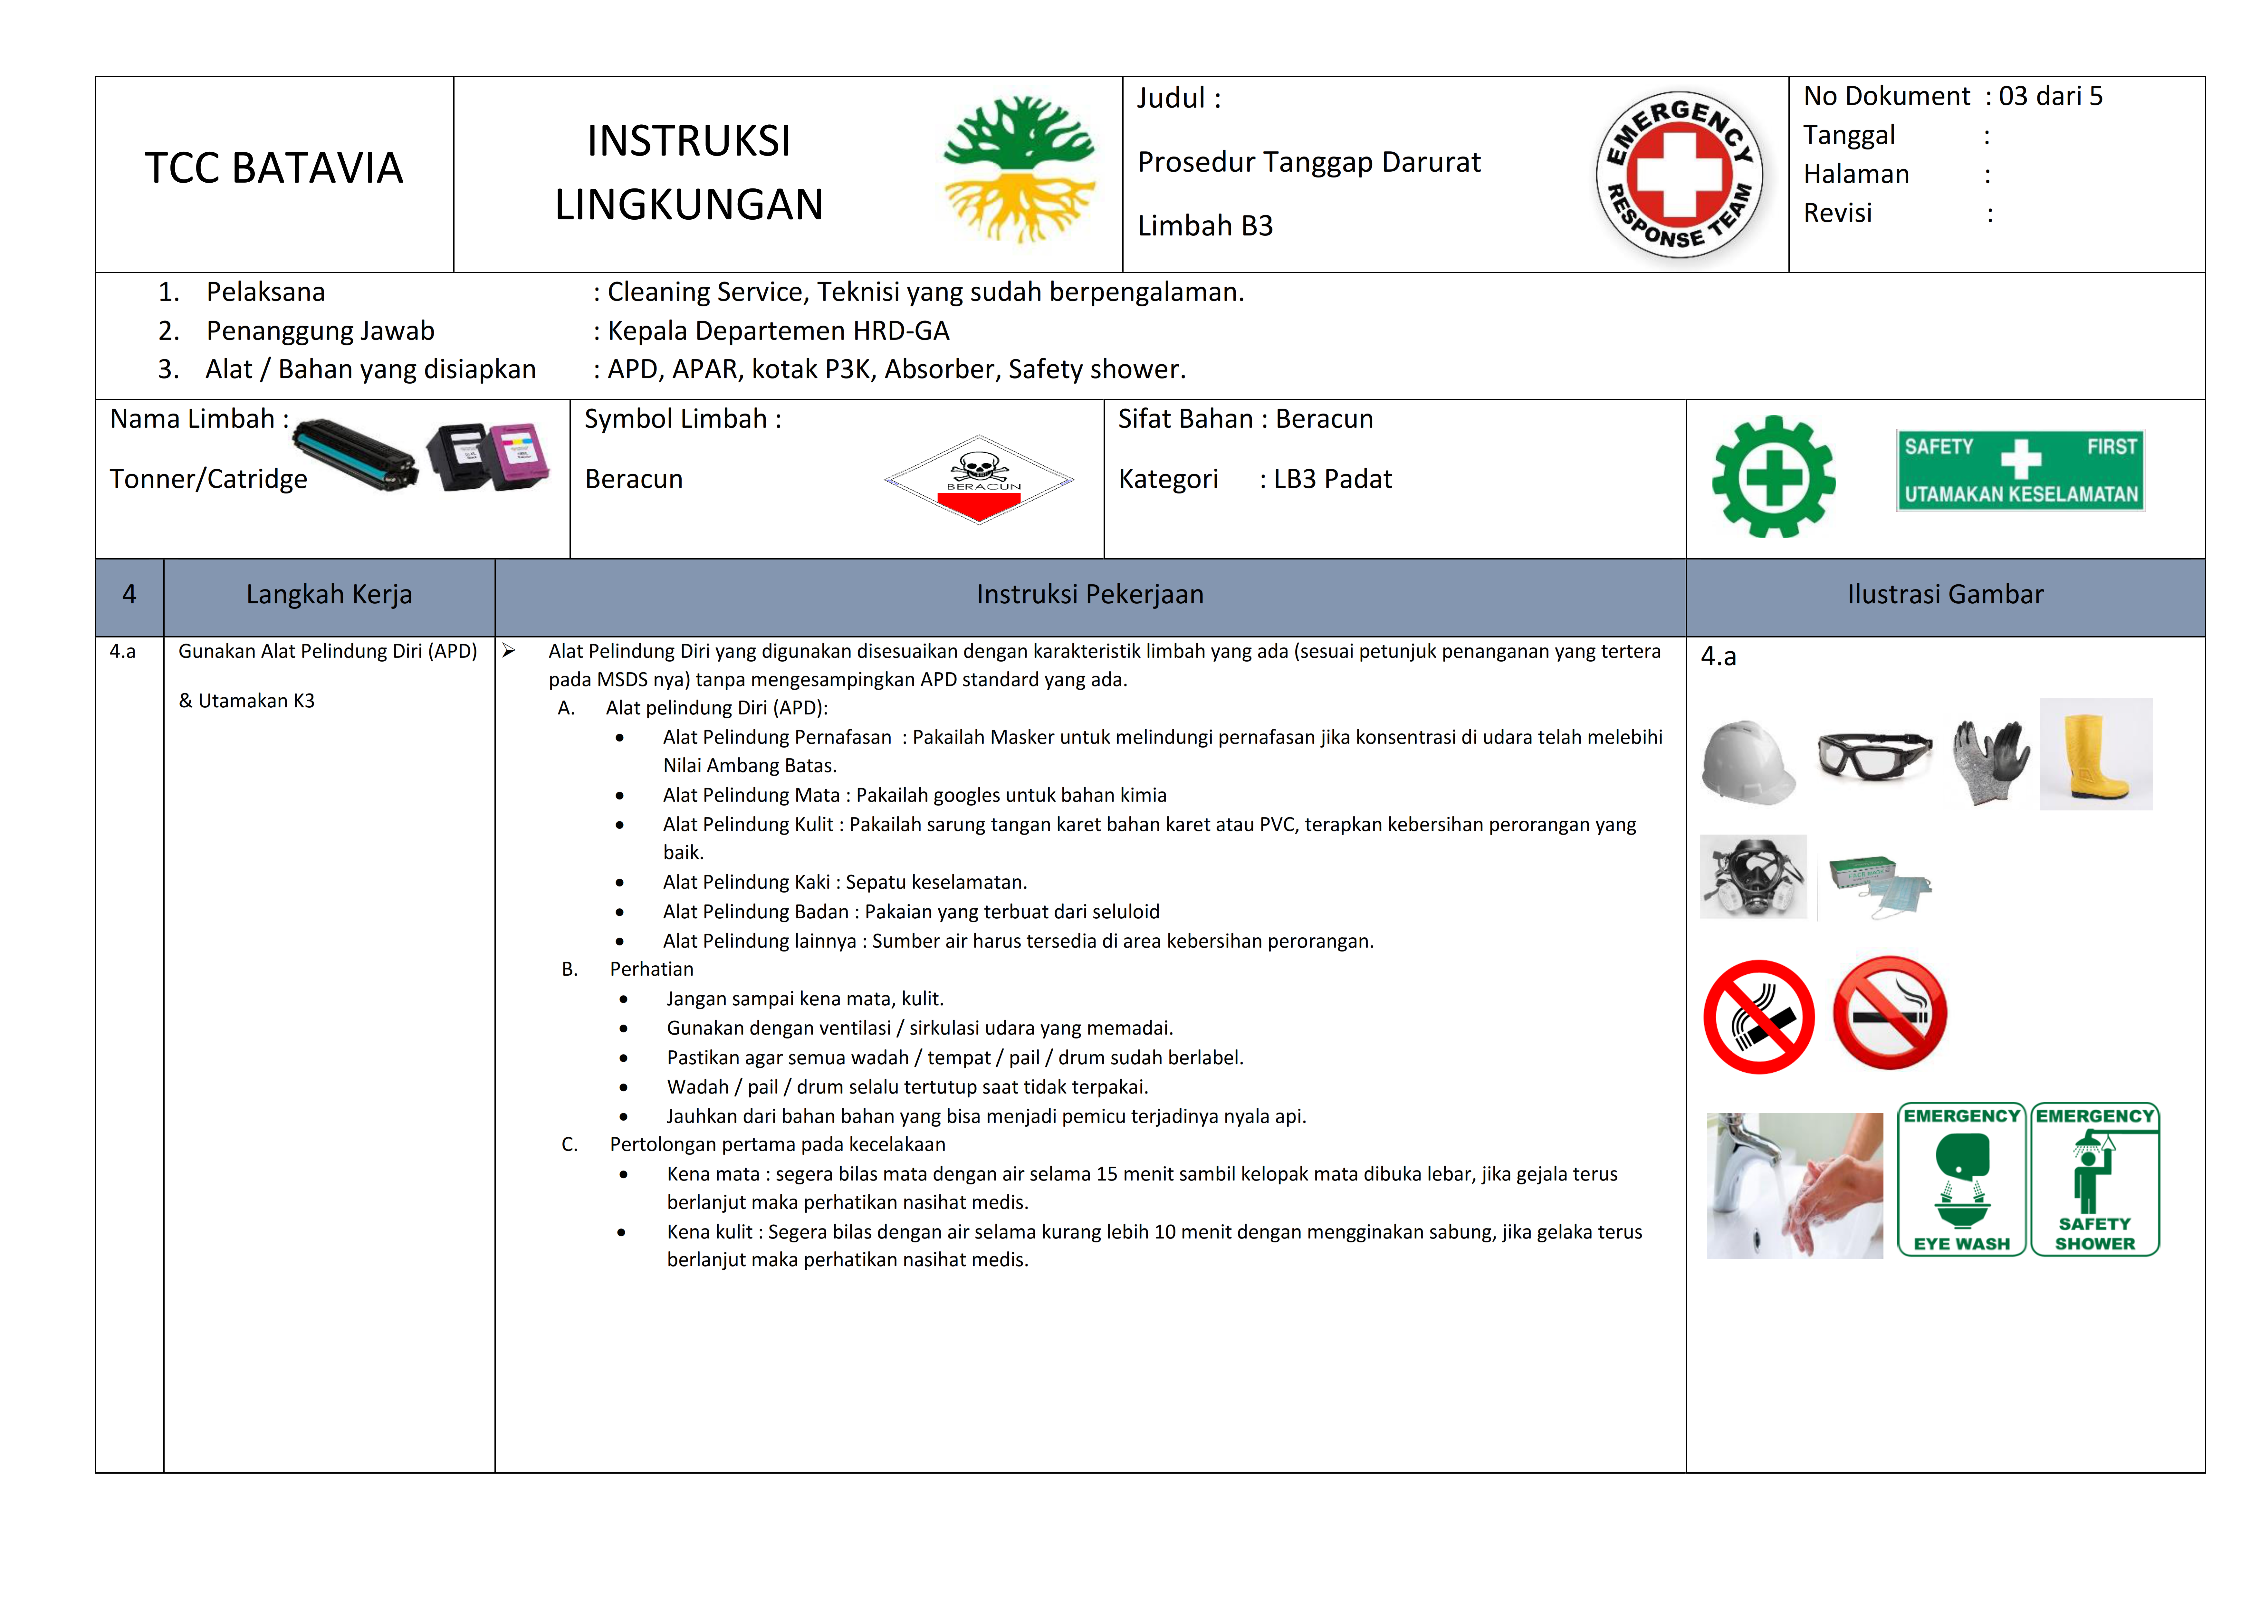 TCC BATAVIA
INSTRUKSI
LINGKUNGAN
Judul :
Prosedur Tanggap Darurat
Limbah B3
EMERGENCY
RESPONSE TEAM
No Dokument : 03 dari 5
Tanggal :
Halaman :
Revisi :
1. Pelaksana : Cleaning Service, Teknisi yang sudah berpengalaman.
2. Penanggung Jawab : Kepala Departemen HRD-GA
3. Alat / Bahan yang disiapkan : APD, APAR, kotak P3K, Absorber, Safety shower.
Nama Limbah :
Tonner/Catridge
Symbol Limbah :
Beracun
BERACUN
Sifat Bahan : Beracun
Kategori : LB3 Padat
SAFETY FIRST
UTAMAKAN KESELAMATAN
4 Langkah Kerja Instruksi Pekerjaan Ilustrasi Gambar
4.a Gunakan Alat Pelindung Diri (APD)
& Utamakan K3
➢ Alat Pelindung Diri yang digunakan disesuaikan dengan karakteristik limbah yang ada (sesuai petunjuk penanganan yang tertera
pada MSDS nya) tanpa mengesampingkan APD standard yang ada.
A. Alat pelindung Diri (APD):
• Alat Pelindung Pernafasan : Pakailah Masker untuk melindungi pernafasan jika konsentrasi di udara telah melebihi
Nilai Ambang Batas.
• Alat Pelindung Mata : Pakailah googles untuk bahan kimia
• Alat Pelindung Kulit : Pakailah sarung tangan karet bahan karet atau PVC, terapkan kebersihan perorangan yang
baik.
• Alat Pelindung Kaki : Sepatu keselamatan.
• Alat Pelindung Badan : Pakaian yang terbuat dari seluloid
• Alat Pelindung lainnya : Sumber air harus tersedia di area kebersihan perorangan.
B. Perhatian
• Jangan sampai kena mata, kulit.
• Gunakan dengan ventilasi / sirkulasi udara yang memadai.
• Pastikan agar semua wadah / tempat / pail / drum sudah berlabel.
• Wadah / pail / drum selalu tertutup saat tidak terpakai.
• Jauhkan dari bahan bahan yang bisa menjadi pemicu terjadinya nyala api.
C. Pertolongan pertama pada kecelakaan
• Kena mata : segera bilas mata dengan air selama 15 menit sambil kelopak mata dibuka lebar, jika gejala terus
berlanjut maka perhatikan nasihat medis.
• Kena kulit : Segera bilas dengan air selama kurang lebih 10 menit dengan mengginakan sabung, jika gelaka terus
berlanjut maka perhatikan nasihat medis.
4.a
EMERGENCY
EYE WASH
EMERGENCY
SAFETY
SHOWER